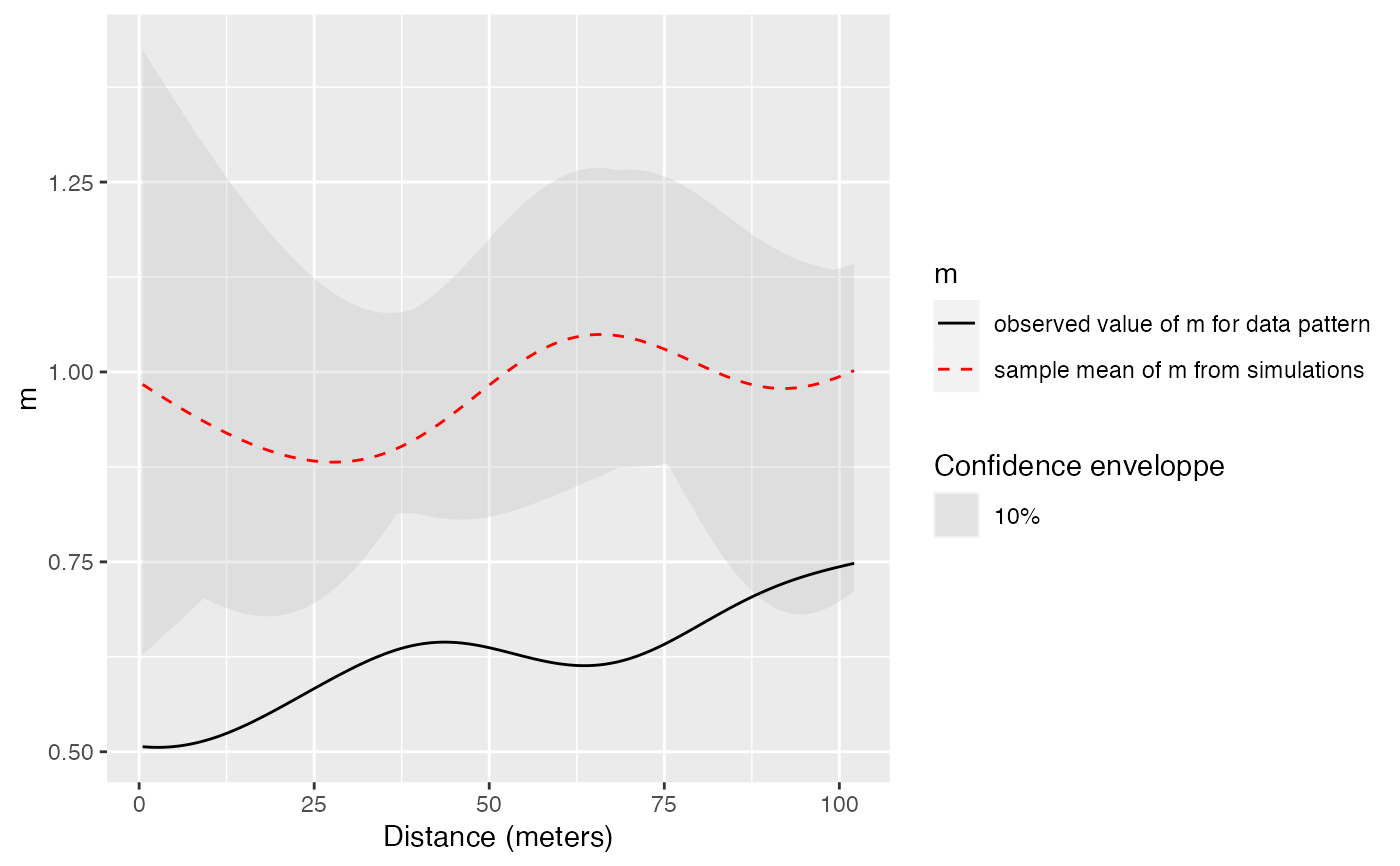 1.25
1.00
0.75
0.50
m
0
25
50
75
100
Distance (meters)
m
observed value of m for data pattern
sample mean of m from simulations
Confidence enveloppe
10%